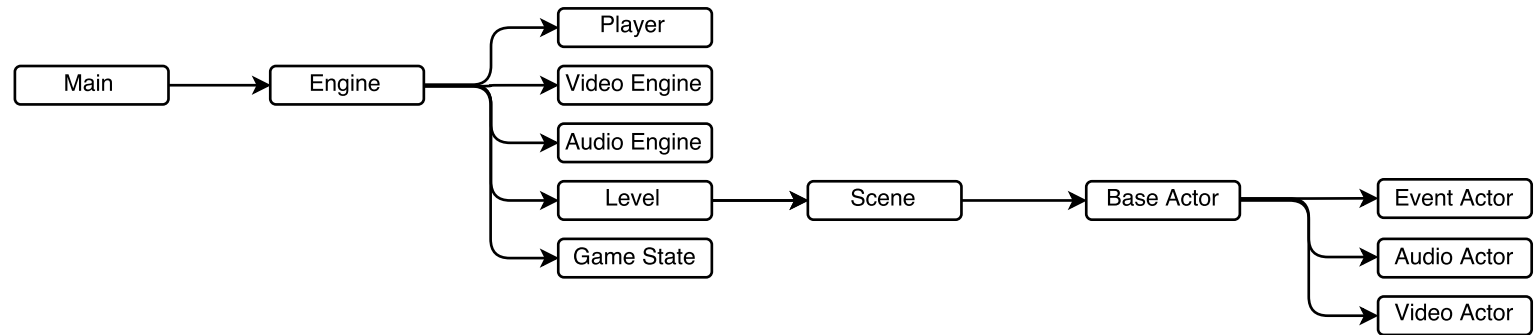 Main
Engine
Player
Video Engine
Audio Engine
Level
Game State
Scene
Base Actor
Event Actor
Audio Actor
Video Actor